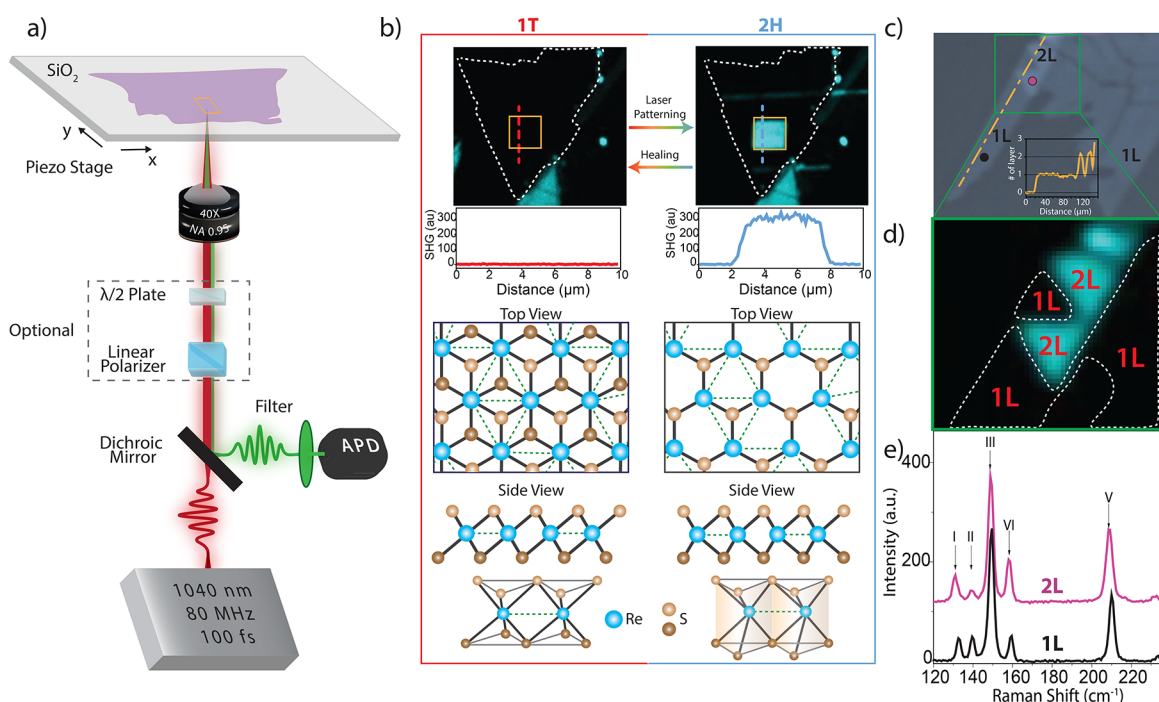 a)
SiO2
y
x
Piezo Stage
40X
NA 0.95
λ/2 Plate
Optional
Linear
Polarizer
Filter
Dichroic
Mirror
APD
1040 nm
80 MHz
100 fs
b)
1T
2H
Laser
Patterning
Healing
SHG (au)
300
200
100
0
0 2 4 6 8 10
Distance (μm)
SHG (au)
300
200
100
0
0 2 4 6 8 10
Distance (μm)
Top View
Top View
Side View
Side View
Re
S
c)
2L
1L
1L
# of layer
3
2
1
0
0 40 80 120
Distance (μm)
d)
2L
1L
2L
1L
1L
e)
400
200
0
Intensity (a.u.)
I
II
III
VI
V
2L
1L
120 140 160 180 200 220
Raman Shift (cm-1)